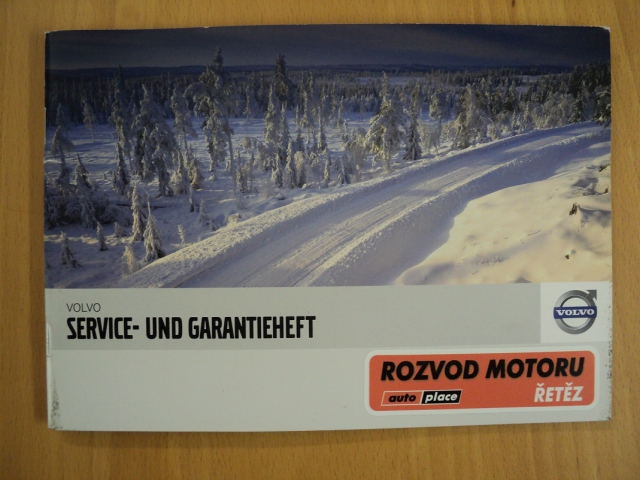 VOLVO
SERVICE- UND GARANTIEHEFT
VOLVO
ROZVOD MOTORU
auto place
ŘETĚZ